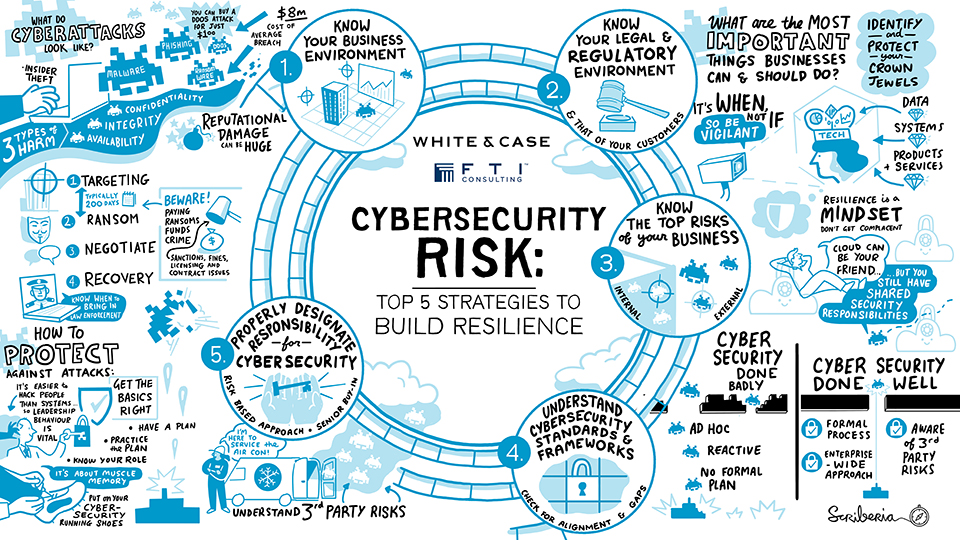 WHAT DO
CYBERATTACKS
LOOK LIKE?
YOU CAN BUY A
DDOS ATTACK
FOR JUST
$100
$8m
COST OF
AVERAGE
BREACH
•INSIDER
THEFT
MALWARE
PHISHING
DDOS
RANSOM
WARE
3 TYPES of
HARM
CONFIDENTIALITY
INTEGRITY
AVAILABILITY
REPUTATIONAL
DAMAGE
CAN BE
HUGE
1 TARGETING
TYPICALLY
200 DAYS
2 RANSOM
3 NEGOTIATE
4 RECOVERY
KNOW WHEN TO
BRING IN
LAW ENFORCEMENT
BEWARE!
PAYING
RANSOMS
FUNDS
CRIME
$
SANCTIONS, FINES,
LICENSING AND
CONTRACT ISSUES
HOW TO
PROTECT
AGAINST ATTACKS:
IT'S EASIER to
HACK PEOPLE
THAN SYSTEMS...
so LEADERSHIP
BEHAVIOUR
IS
VITAL
GET THE
BASICS
RIGHT
• HAVE A PLAN
• PRACTICE
the PLAN
• KNOW YOUR ROLE
IT'S ABOUT MUSCLE
MEMORY
PUT ON YOUR
CYBER-
SECURITY
RUNNING SHOES
I'M
HERE TO
SERVICE the
AIR CON!
UNDERSTAND 3rd PARTY RISKS
WHITE & CASE
FTI™
CONSULTING
CYBERSECURITY
RISK:
TOP 5 STRATEGIES TO
BUILD RESILIENCE
1.
KNOW
YOUR BUSINESS
ENVIRONMENT
2.
KNOW
YOUR LEGAL &
REGULATORY
ENVIRONMENT
& THAT OF YOUR CUSTOMERS
3.
KNOW
THE TOP RISKS
of your BUSINESS
INTERNAL
EXTERNAL
4.
UNDERSTAND
CYBERSECURITY
STANDARDS &
FRAMEWORKS
CHECK FOR ALIGNMENT & GAPS
5.
PROPERLY DESIGNATE
RESPONSIBILITY
for
CYBER SECURITY
RISK BASED APPROACH + SENIOR BUY-IN
WHAT are the MOST
IMPORTANT
THINGS BUSINESSES
CAN & SHOULD DO?
IDENTIFY
and
PROTECT
your
CROWN
JEWELS
IT'S WHEN,
NOT IF
SO BE
VIGILANT
TECH
DATA
SYSTEMS
PRODUCTS
+ SERVICES
RESILIENCE is a
MINDSET
DON'T GET COMPLACENT
CLOUD CAN
BE YOUR
FRIEND...
...BUT YOU
STILL HAVE
SHARED
SECURITY
RESPONSIBILITIES
CYBER
SECURITY
DONE
BADLY
AD HOC
REACTIVE
NO FORMAL
PLAN
CYBER SECURITY
DONE WELL
FORMAL
PROCESS
ENTERPRISE
- WIDE
APPROACH
AWARE
of 3rd
PARTY
RISKS
Scriberia